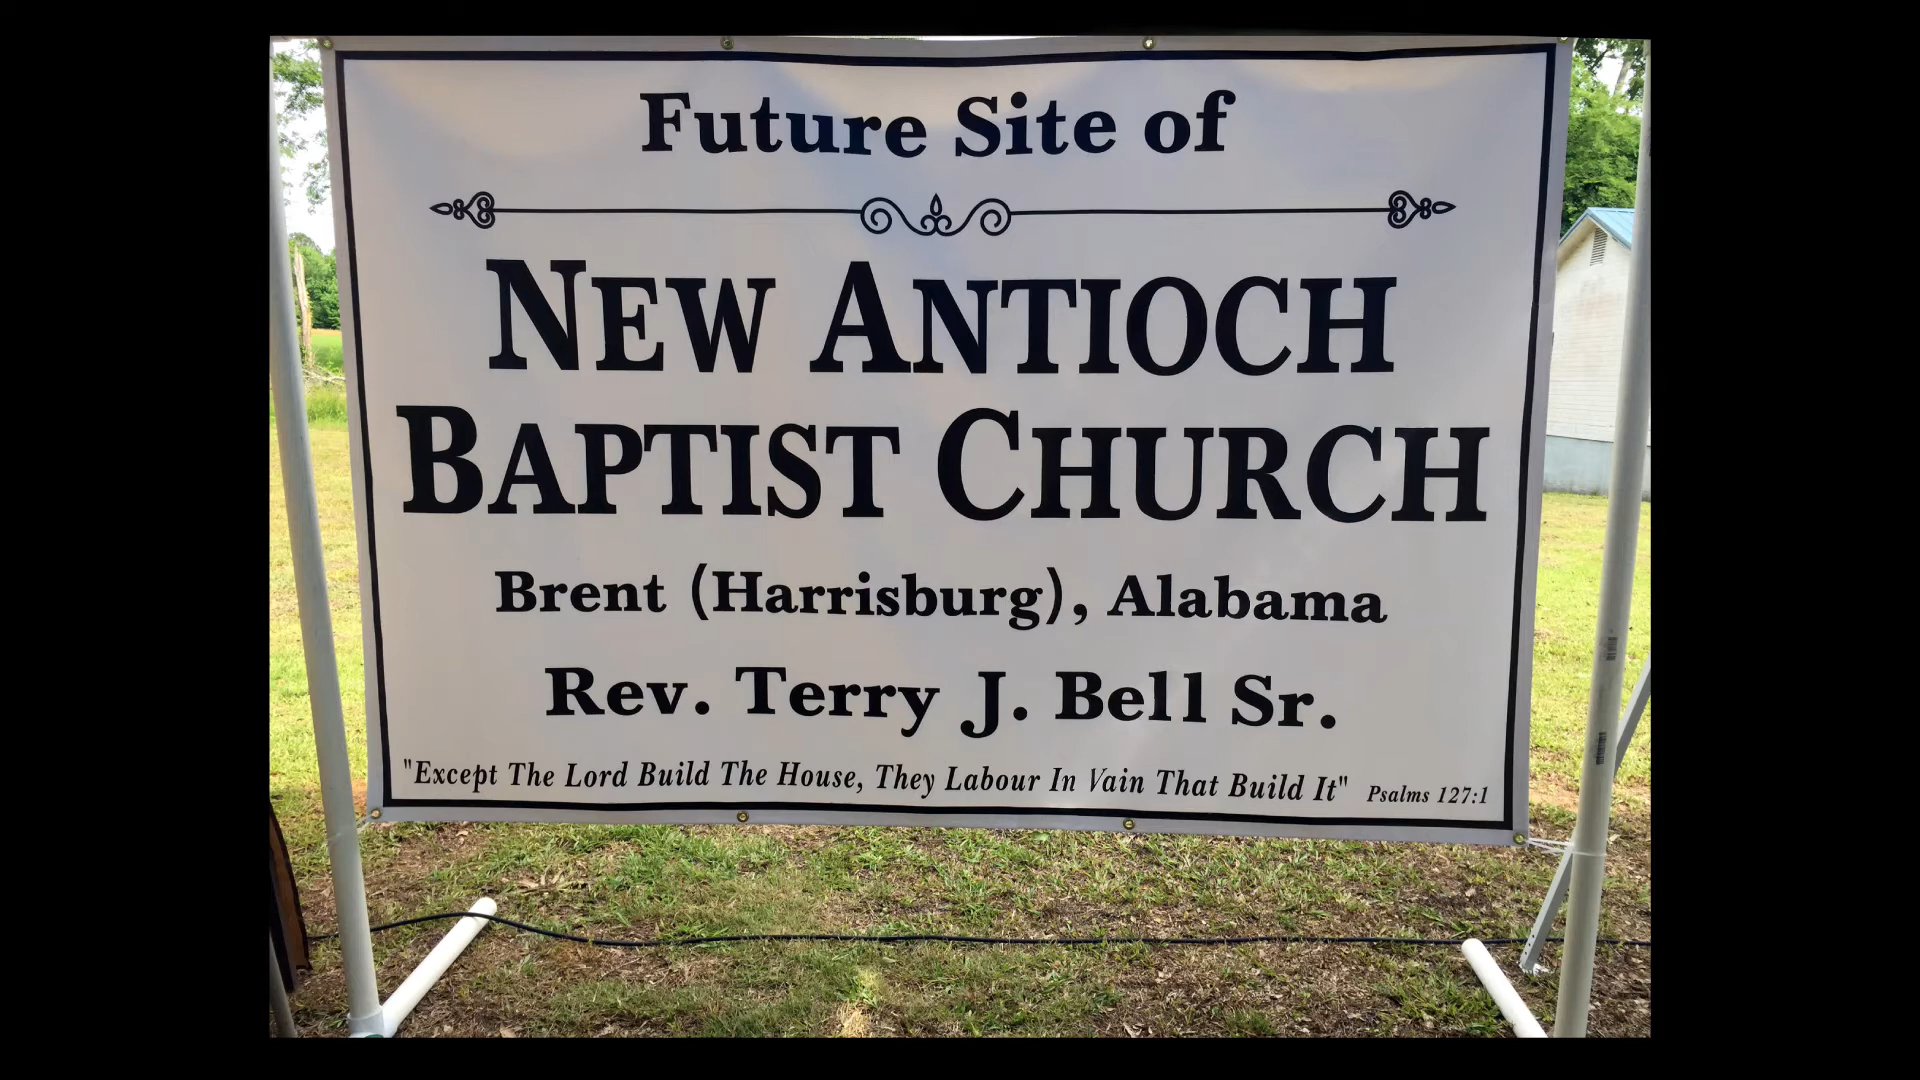 Future Site of
NEW ANTIOCH
BAPTIST CHURCH
Brent (Harrisburg), Alabama
Rev. Terry J. Bell Sr.
"Except The Lord Build The House, They Labour In Vain That Build It" Psalms 127:1